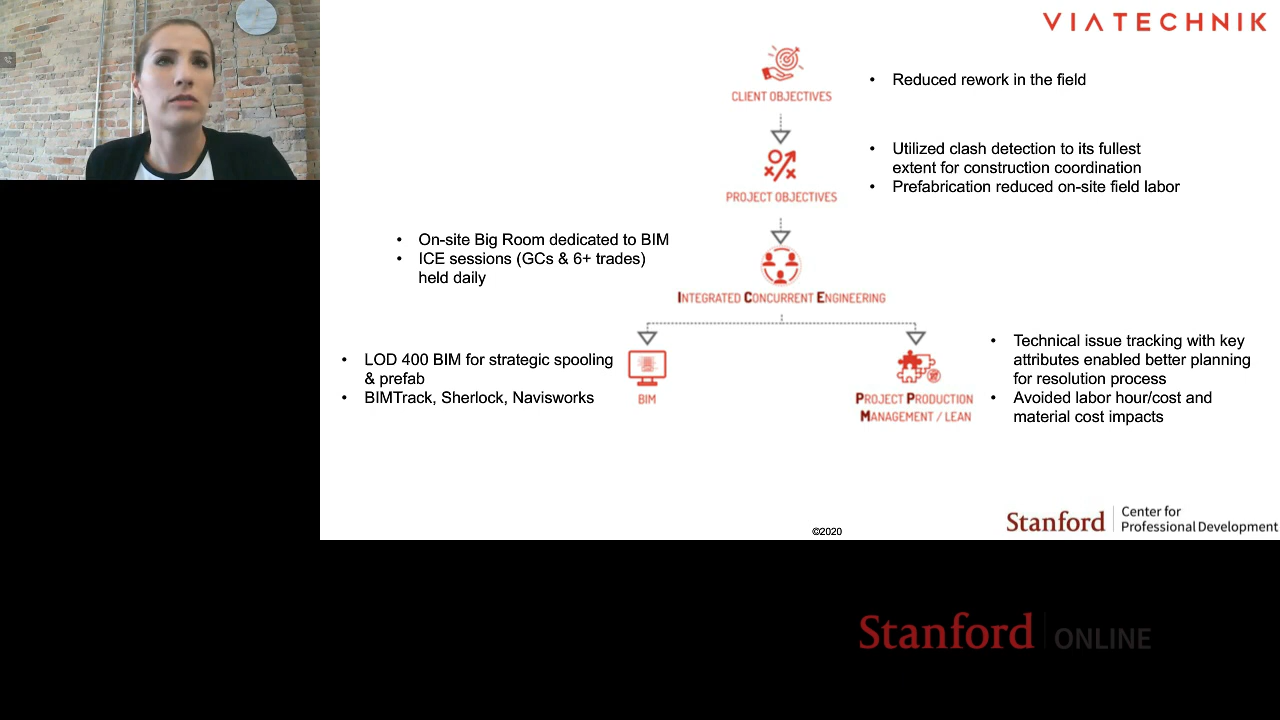 VIATECHNIK
CLIENT OBJECTIVES
• Reduced rework in the field
PROJECT OBJECTIVES
• Utilized clash detection to its fullest
extent for construction coordination
• Prefabrication reduced on-site field labor
• On-site Big Room dedicated to BIM
• ICE sessions (GCs & 6+ trades)
held daily
INTEGRATED CONCURRENT ENGINEERING
• LOD 400 BIM for strategic spooling
& prefab
• BIMTrack, Sherlock, Navisworks
BIM
PROJECT PRODUCTION
MANAGEMENT / LEAN
• Technical issue tracking with key
attributes enabled better planning
for resolution process
• Avoided labor hour/cost and
material cost impacts
©2020
Stanford
Center for
Professional Development
Stanford ONLINE